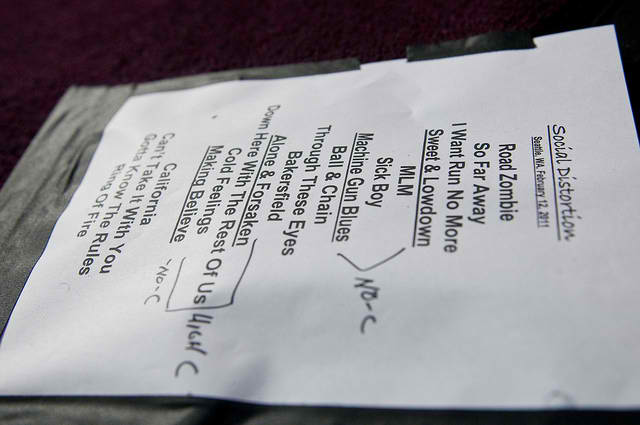 Social Distortion
Seattle, WA, February 12, 2011
Road Zombie
So Far Away
I Want Run No More
Sweet & Lowdown
MLM
Sick Boy
Machine Gun Blues
Ball & Chain
NO-C
Through These Eyes
Bakersfield
Alone & Forsaken
Down Here With The Rest Of Us
Cold Feelings
HIGH C
Making Believe
NO-C
California
Can't Take It With You
Gotta Know The Rules
Ring Of Fire